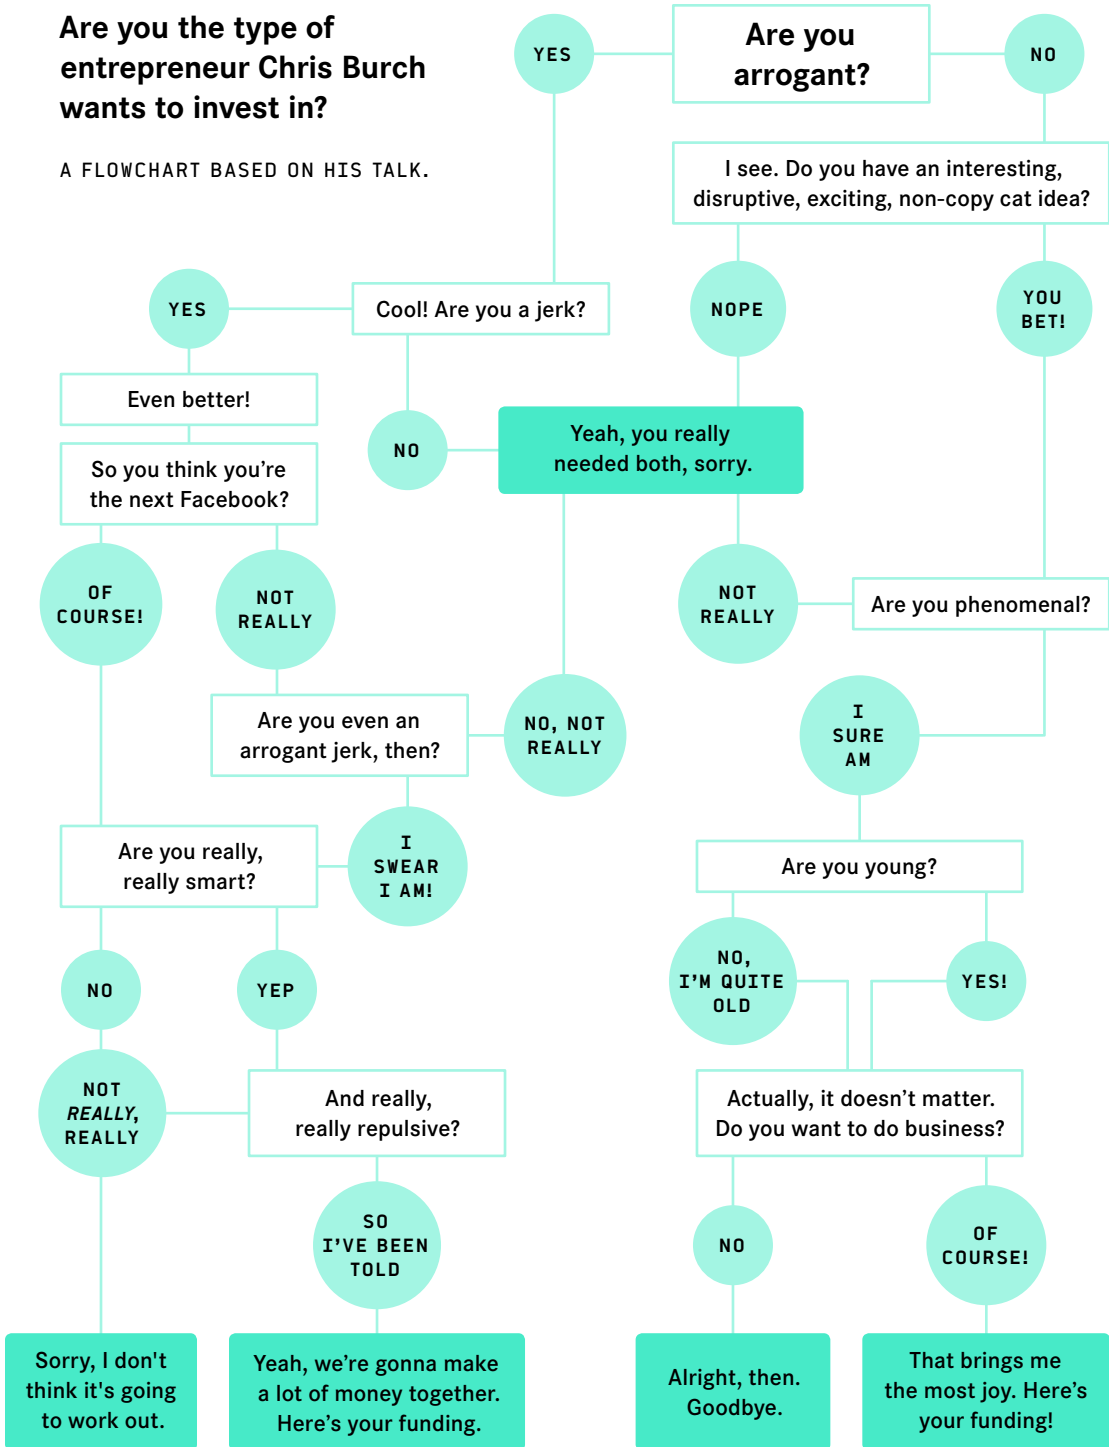 Are you the type of
entrepreneur Chris Burch
wants to invest in?
A FLOWCHART BASED ON HIS TALK.
YES
Are you
arrogant?
NO
I see. Do you have an interesting,
disruptive, exciting, non-copy cat idea?
YES
Cool! Are you a jerk?
NOPE
YOU
BET!
Even better!
NO
Yeah, you really
needed both, sorry.
So you think you’re
the next Facebook?
OF
COURSE!
NOT
REALLY
NOT
REALLY
Are you phenomenal?
Are you even an
arrogant jerk, then?
NO, NOT
REALLY
I
SURE
AM
Are you really,
really smart?
I
SWEAR
I AM!
Are you young?
NO
YEP
NO,
I’M QUITE
OLD
YES!
NOT
REALLY,
REALLY
And really,
really repulsive?
Actually, it doesn’t matter.
Do you want to do business?
SO
I’VE BEEN
TOLD
NO
OF
COURSE!
Sorry, I don't
think it's going
to work out.
Yeah, we’re gonna make
a lot of money together.
Here’s your funding.
Alright, then.
Goodbye.
That brings me
the most joy. Here’s
your funding!